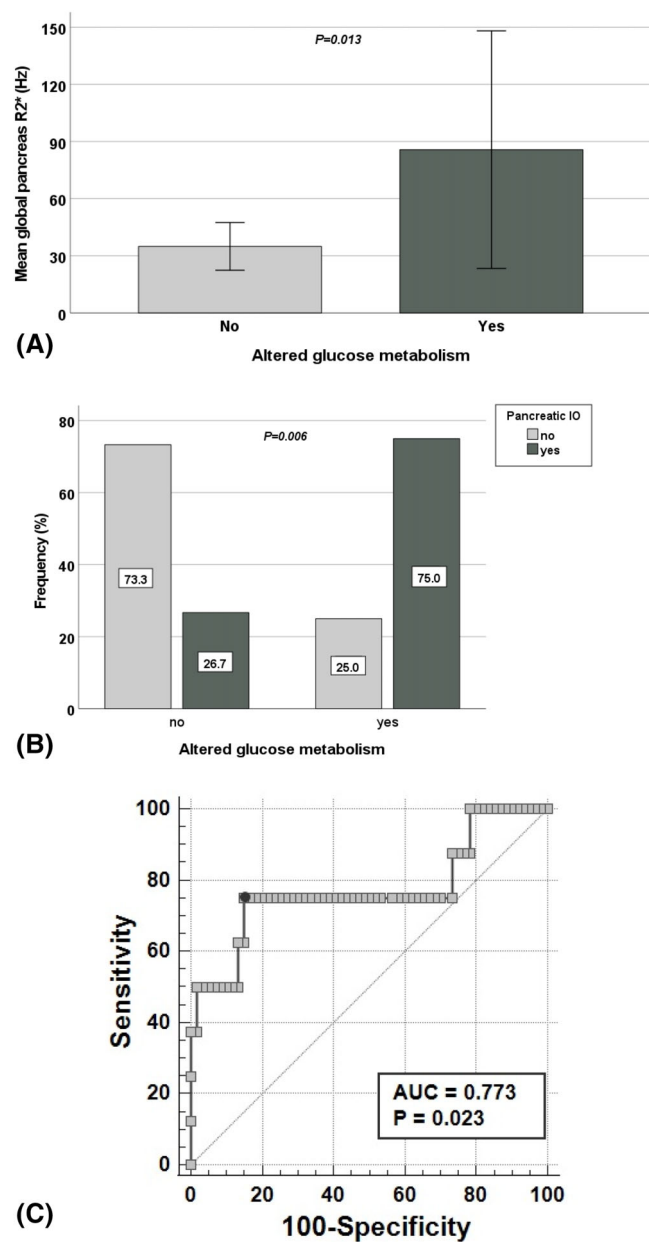 150
120
90
60
30
0
Mean global pancreas R2* (Hz)
P=0.013
No
Yes
Altered glucose metabolism
(A)
80
60
40
20
0
Frequency (%)
P=0.006
Pancreatic IO
no
yes
73.3
26.7
25.0
75.0
no
yes
Altered glucose metabolism
(B)
100
80
60
40
20
0
Sensitivity
AUC = 0.773
P = 0.023
0
20
40
60
80
100
100-Specificity
(C)